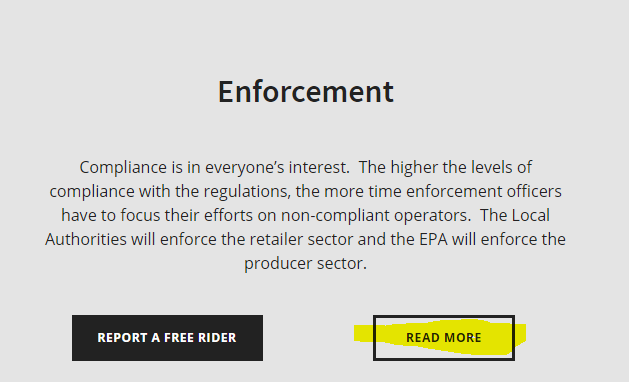 Enforcement
Compliance is in everyone’s interest.  The higher the levels of
compliance with the regulations, the more time enforcement officers
have to focus their efforts on non-compliant operators.  The Local
Authorities will enforce the retailer sector and the EPA will enforce the
producer sector.
REPORT A FREE RIDER
READ MORE